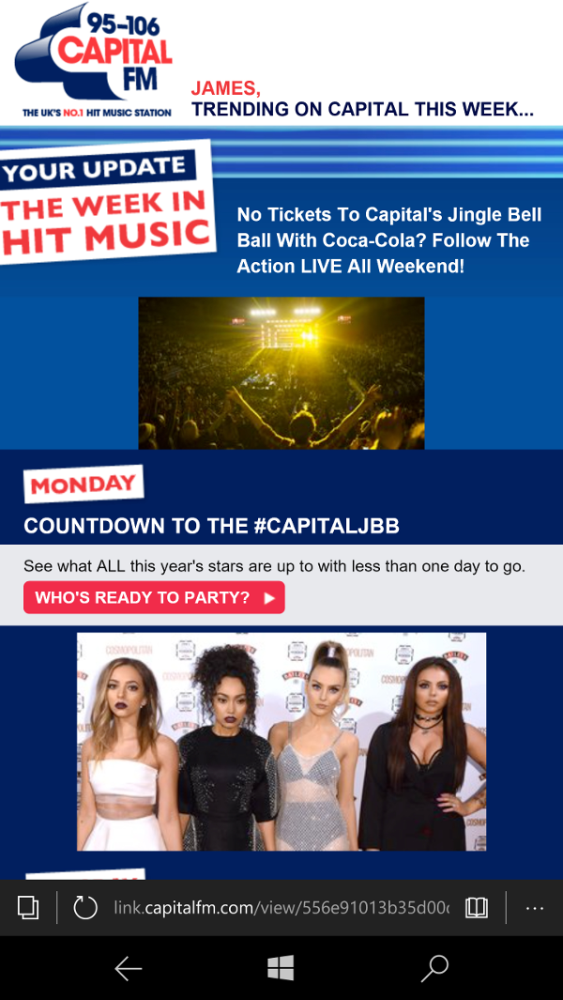 95-106
CAPITAL
FM
THE UK'S NO.1 HIT MUSIC STATION
JAMES,
TRENDING ON CAPITAL THIS WEEK...
YOUR UPDATE
THE WEEK IN
HIT MUSIC
No Tickets To Capital's Jingle Bell
Ball With Coca-Cola? Follow The
Action LIVE All Weekend!
MONDAY
COUNTDOWN TO THE #CAPITALJBB
See what ALL this year's stars are up to with less than one day to go.
WHO'S READY TO PARTY?
COSMOPOLITAN
link.capitalfm.com/view/556e91013b35d00